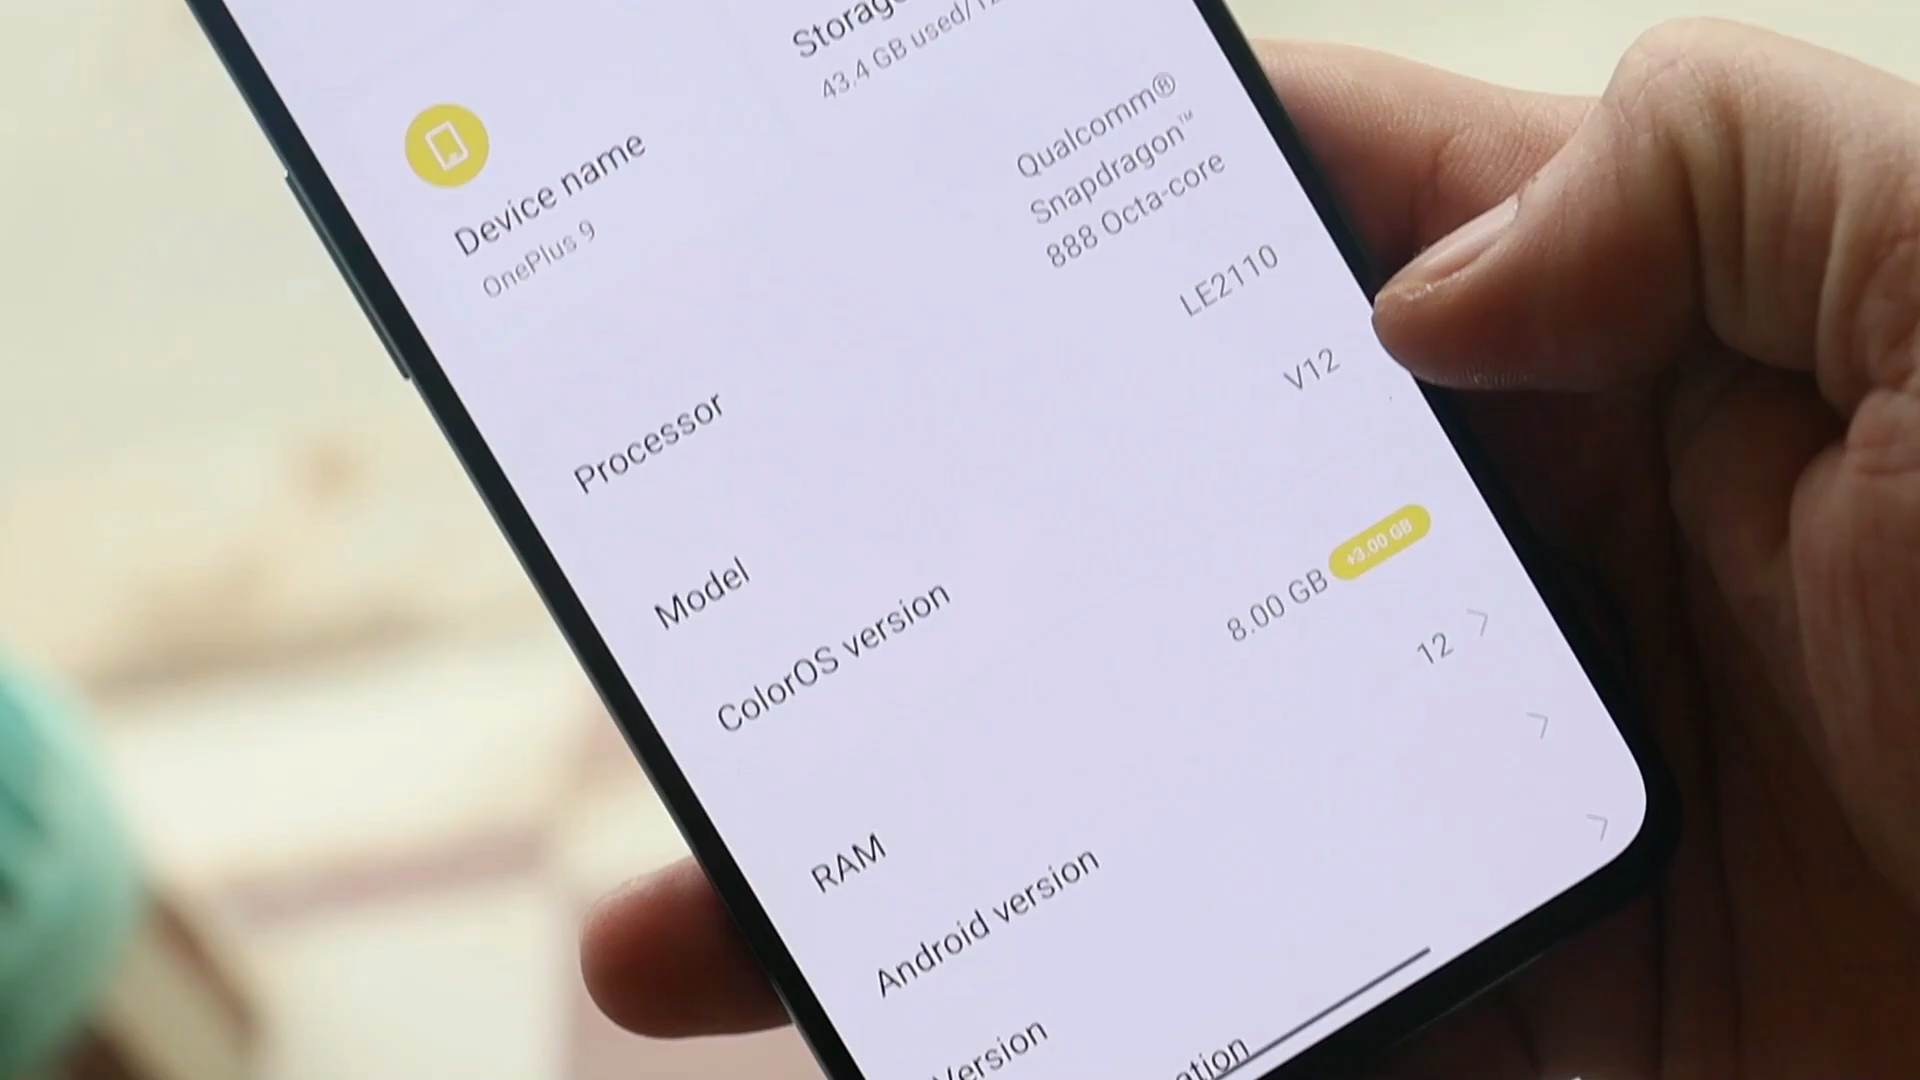 Storage
43.4 GB used/12
Device name
OnePlus 9
Processor
Qualcomm®
Snapdragon™
888 Octa-core
Model
LE2110
ColorOS version
V12
RAM
8.00 GB +3.00 GB
Android version
12
Version